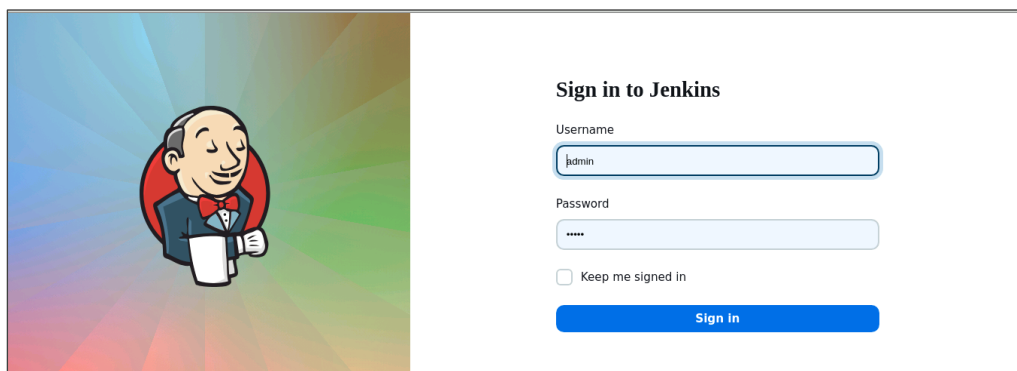 Sign in to Jenkins
Username
admin
Password
•••••
Keep me signed in
Sign in